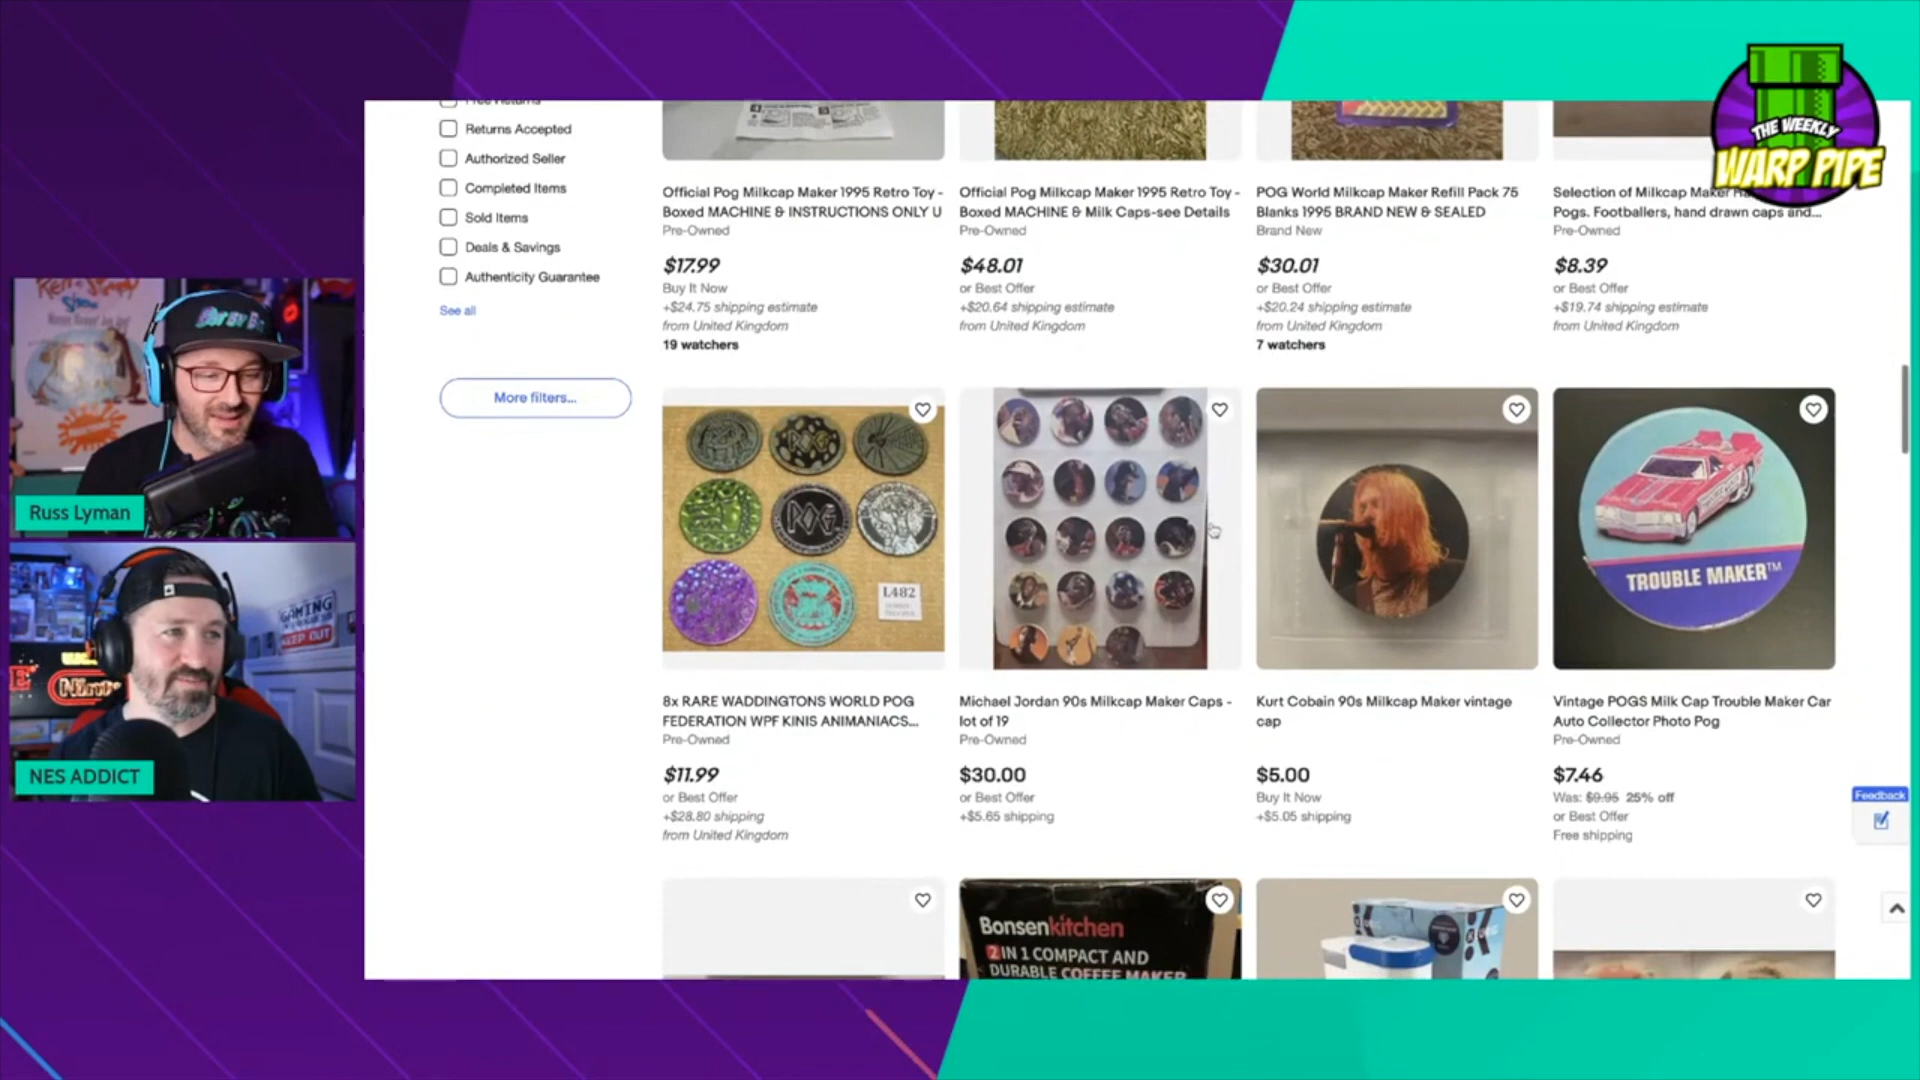 THE WEEKLY
WARP PIPE
Free Returns
Returns Accepted
Authorized Seller
Completed Items
Sold Items
Deals & Savings
Authenticity Guarantee
See all
More filters...
Official Pog Milkcap Maker 1995 Retro Toy -
Boxed MACHINE & INSTRUCTIONS ONLY U
Pre-Owned
$17.99
Buy It Now
+$24.75 shipping estimate
from United Kingdom
19 watchers
Official Pog Milkcap Maker 1995 Retro Toy -
Boxed MACHINE & Milk Caps-see Details
Pre-Owned
$48.01
or Best Offer
+$20.64 shipping estimate
from United Kingdom
POG World Milkcap Maker Refill Pack 75
Blanks 1995 BRAND NEW & SEALED
Brand New
$30.01
or Best Offer
+$20.24 shipping estimate
from United Kingdom
7 watchers
Selection of Milkcap Maker
Pogs. Footballers, hand drawn caps and...
Pre-Owned
$8.39
or Best Offer
+$19.74 shipping estimate
from United Kingdom
Russ Lyman
GAMING
KEEP OUT
NES ADDICT
POG
POG
L482
TROUBLE MAKER™
8x RARE WADDINGTONS WORLD POG
FEDERATION WPF KINIS ANIMANIACS...
Pre-Owned
$11.99
or Best Offer
+$28.80 shipping
from United Kingdom
Michael Jordan 90s Milkcap Maker Caps -
lot of 19
Pre-Owned
$30.00
or Best Offer
+$5.65 shipping
Kurt Cobain 90s Milkcap Maker vintage
cap
$5.00
Buy It Now
+$5.05 shipping
Vintage POGS Milk Cap Trouble Maker Car
Auto Collector Photo Pog
Pre-Owned
$7.46
Was: $9.95 25% off
or Best Offer
Free shipping
Feedback
Bonsenkitchen
2 IN 1 COMPACT AND
DURABLE COFFEE MAKER